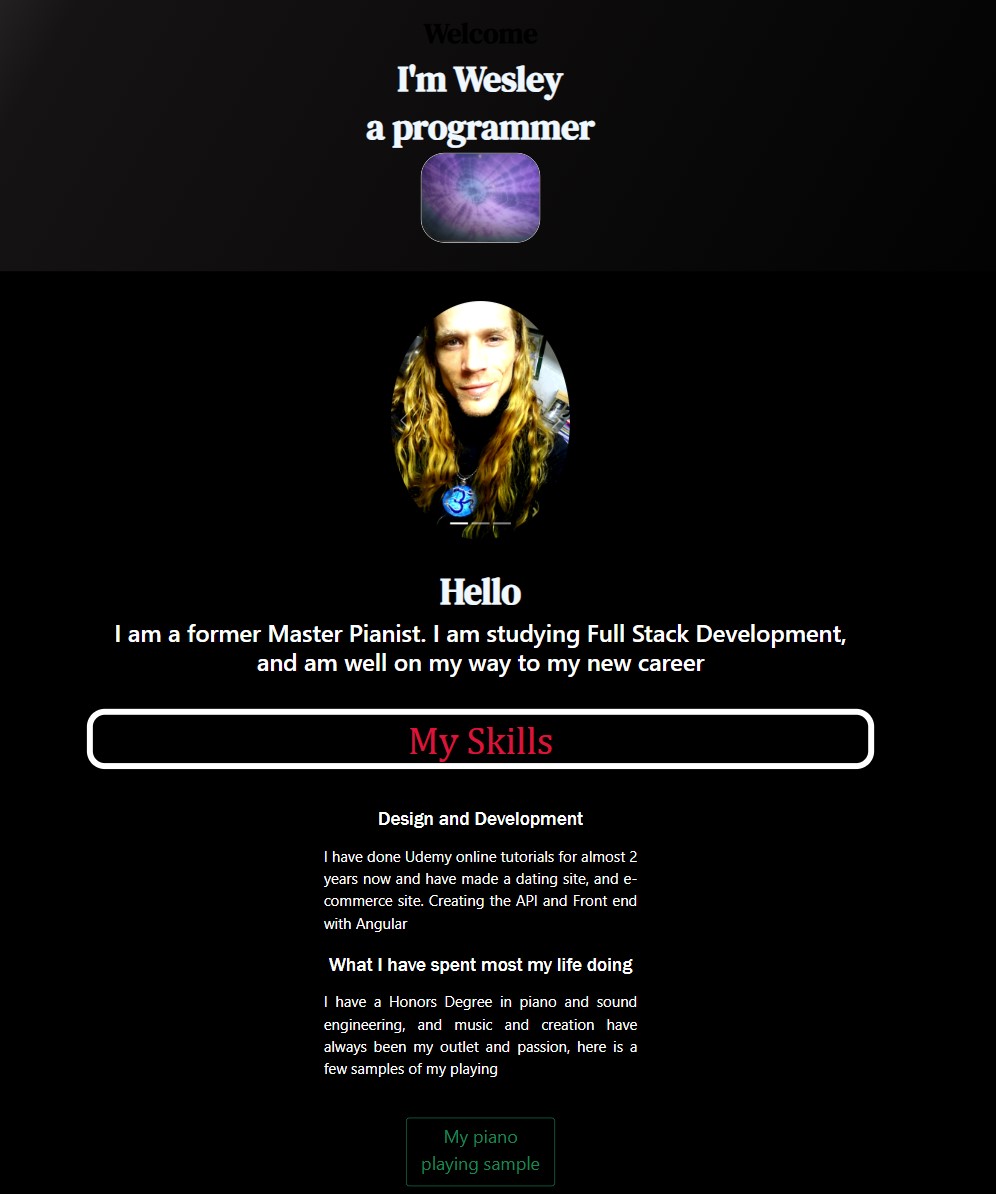 Welcome
I'm Wesley
a programmer
Hello
I am a former Master Pianist. I am studying Full Stack Development,
and am well on my way to my new career
My Skills
Design and Development
I have done Udemy online tutorials for almost 2
years now and have made a dating site, and e-
commerce site. Creating the API and Front end
with Angular
What I have spent most my life doing
I have a Honors Degree in piano and sound
engineering, and music and creation have
always been my outlet and passion, here is a
few samples of my playing
My piano
playing sample